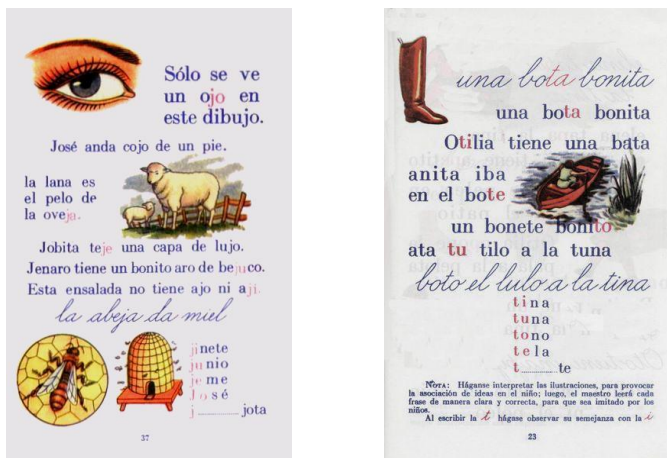 Sólo se ve
un ojo en
este dibujo.
José anda cojo de un pie.
la lana es
el pelo de
la oveja.
Jobita teje una capa de lujo.
Jenaro tiene un bonito aro de bejuco.
Esta ensalada no tiene ajo ni ají.
la abeja da miel
jinete
junio
jeme
José
j jota
37
una bota bonita
una bota bonita
Otilia tiene una bata
anita iba
en el bote
un bonete bonito
ata tu tilo a la tuna
boto el lulo a la tina
tina
tuna
tono
tela
t te
NOTA: Háganse interpretar las ilustraciones, para provocar
la asociación de ideas en el niño; luego, el maestro leerá cada
frase de manera clara y correcta, para que sea imitado por los
niños.
Al escribir la t hágase observar su semejanza con la i
23